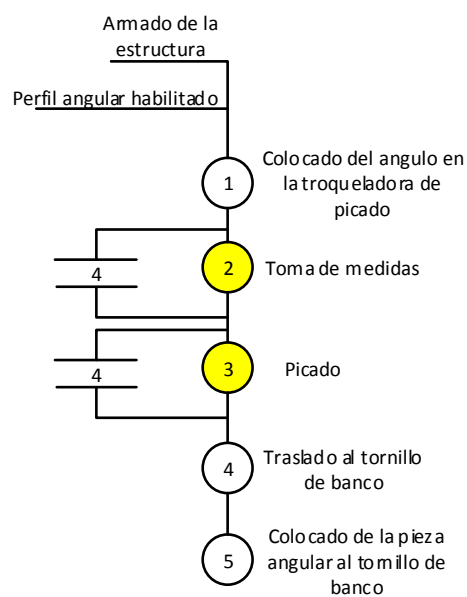 Armado de la
estructura
Perfil angular habilitado
1
Colocado del angulo en
la troqueladora de
picado
4
2
Toma de medidas
4
3
Picado
4
Traslado al tornillo
de banco
5
Colocado de la pieza
angular al tornillo de
banco